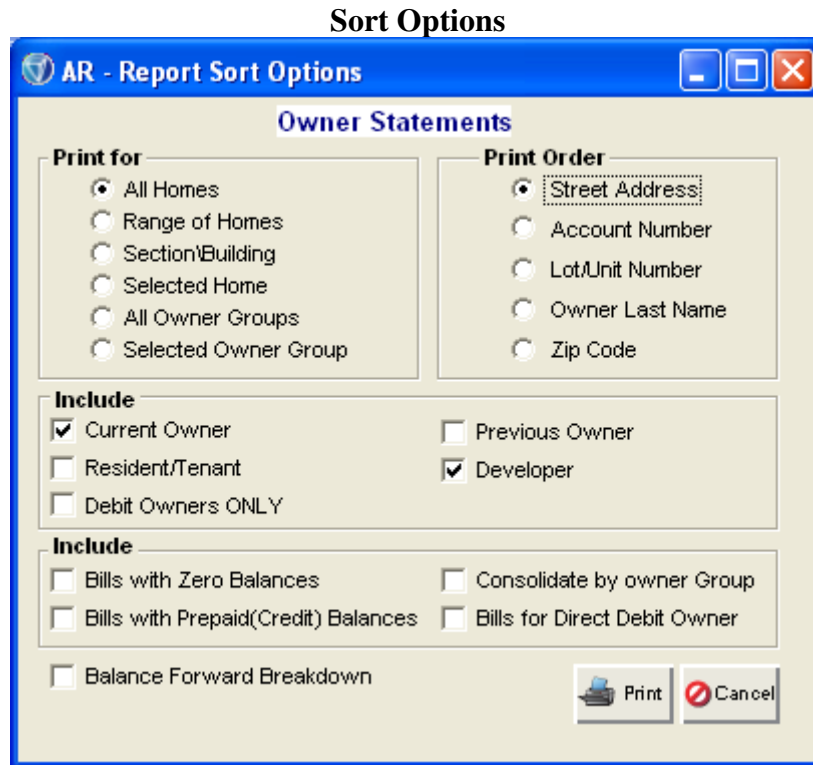 Sort Options
AR - Report Sort Options
Owner Statements
Print for
All Homes
Range of Homes
Section\Building
Selected Home
All Owner Groups
Selected Owner Group
Print Order
Street Address
Account Number
Lot/Unit Number
Owner Last Name
Zip Code
Include
Current Owner
Previous Owner
Resident/Tenant
Developer
Debit Owners ONLY
Include
Bills with Zero Balances
Consolidate by owner Group
Bills with Prepaid(Credit) Balances
Bills for Direct Debit Owner
Balance Forward Breakdown
Print
Cancel